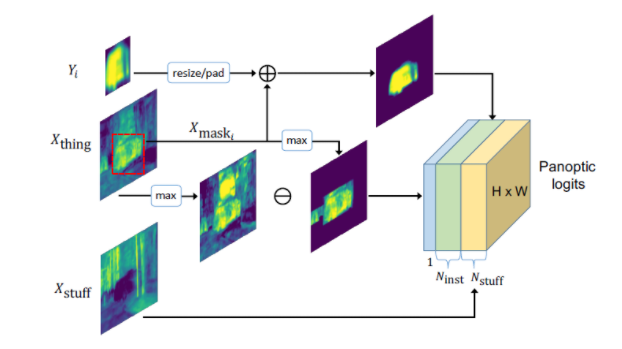 Y_i
resize/pad
X_thing
X_mask_i
max
max
X_stuff
H x W
Panoptic
logits
1
N_inst
N_stuff